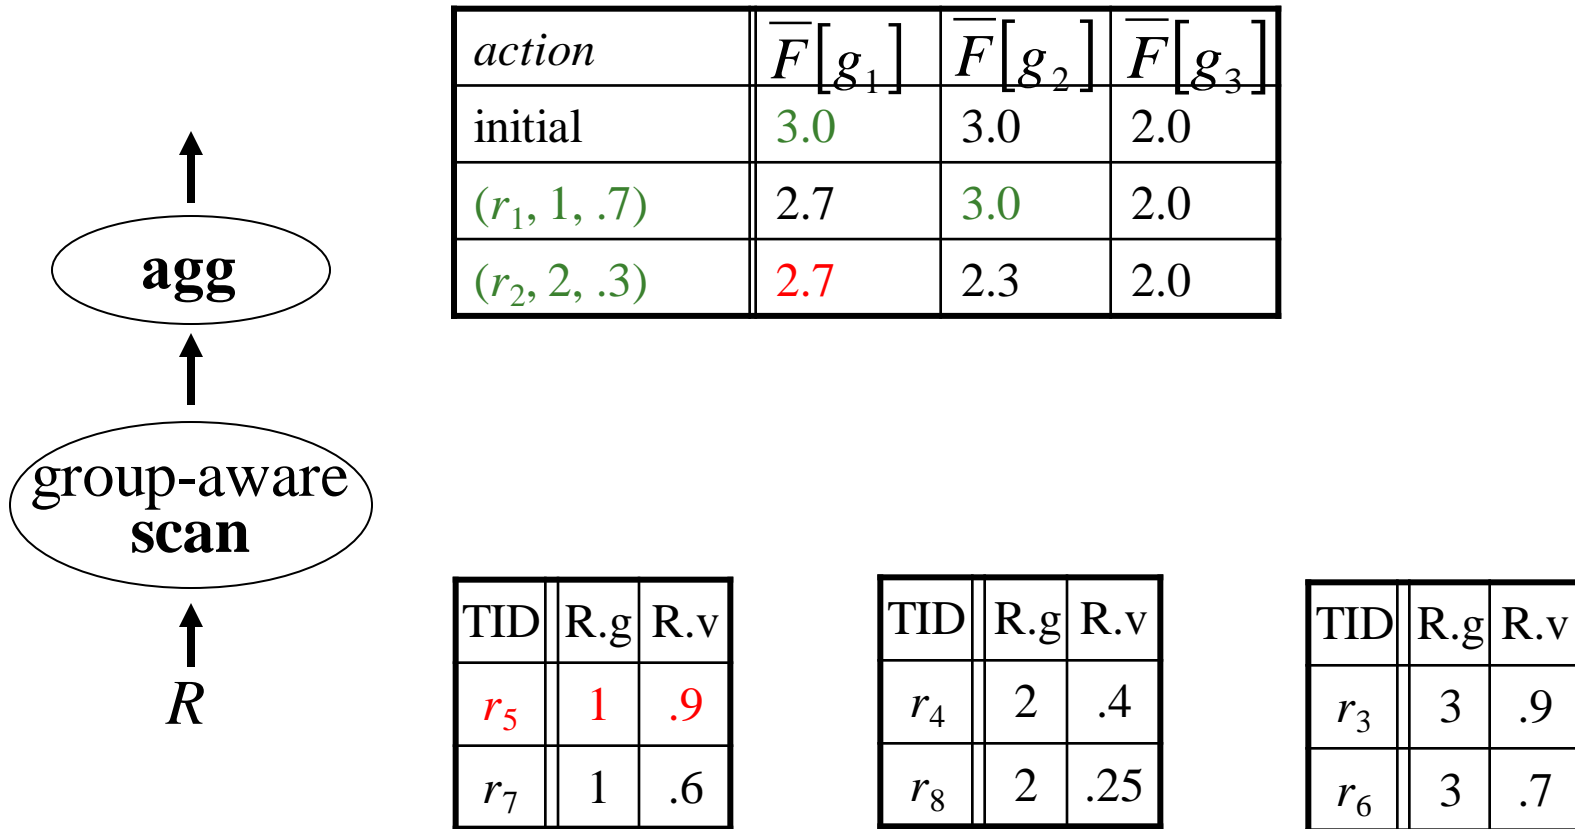 action F̅[g₁] F̅[g₂] F̅[g₃]
initial 3.0 3.0 2.0
(r₁, 1, .7) 2.7 3.0 2.0
(r₂, 2, .3) 2.7 2.3 2.0
agg
group-aware
scan
R
TID R.g R.v
r₅ 1 .9
r₇ 1 .6
TID R.g R.v
r₄ 2 .4
r₈ 2 .25
TID R.g R.v
r₃ 3 .9
r₆ 3 .7